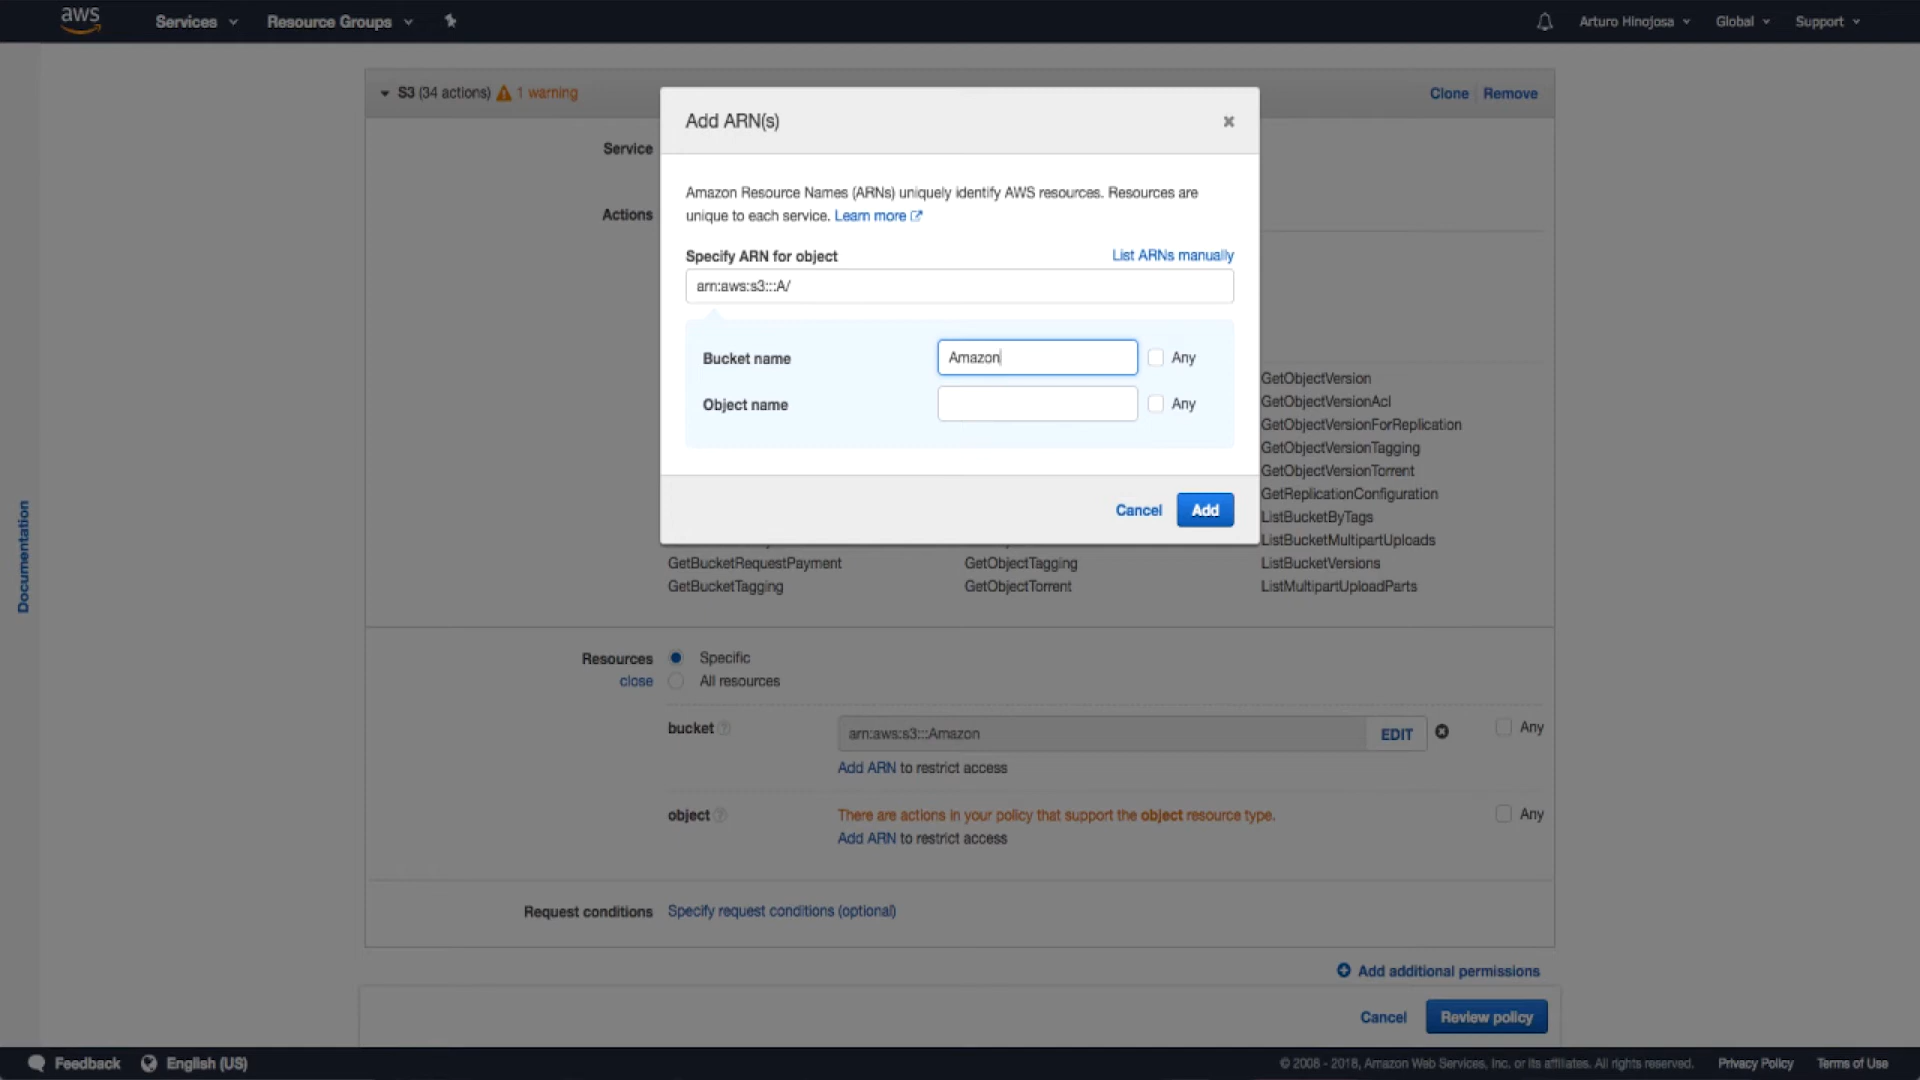 aws Services Resource Groups Arturo Hinojosa Global Support
S3 (34 actions) 1 warning Clone Remove
Add ARN(s)
Service
Amazon Resource Names (ARNs) uniquely identify AWS resources. Resources are
unique to each service. Learn more
Actions
Specify ARN for object List ARNs manually
arn:aws:s3:::A/
Bucket name Amazon Any
Object name Any
Cancel Add
GetObjectVersion
GetObjectVersionAcl
GetObjectVersionForReplication
GetObjectVersionTagging
GetObjectVersionTorrent
GetReplicationConfiguration
ListBucketByTags
ListBucketMultipartUploads
GetBucketRequestPayment GetObjectTagging ListBucketVersions
GetBucketTagging GetObjectTorrent ListMultipartUploadParts
Documentation
Resources Specific
close All resources
bucket arn:aws:s3:::Amazon EDIT Any
Add ARN to restrict access
object There are actions in your policy that support the object resource type. Any
Add ARN to restrict access
Request conditions Specify request conditions (optional)
Add additional permissions
Cancel Review policy
Feedback English (US) © 2008 - 2018, Amazon Web Services, Inc. or its affiliates. All rights reserved. Privacy Policy Terms of Use